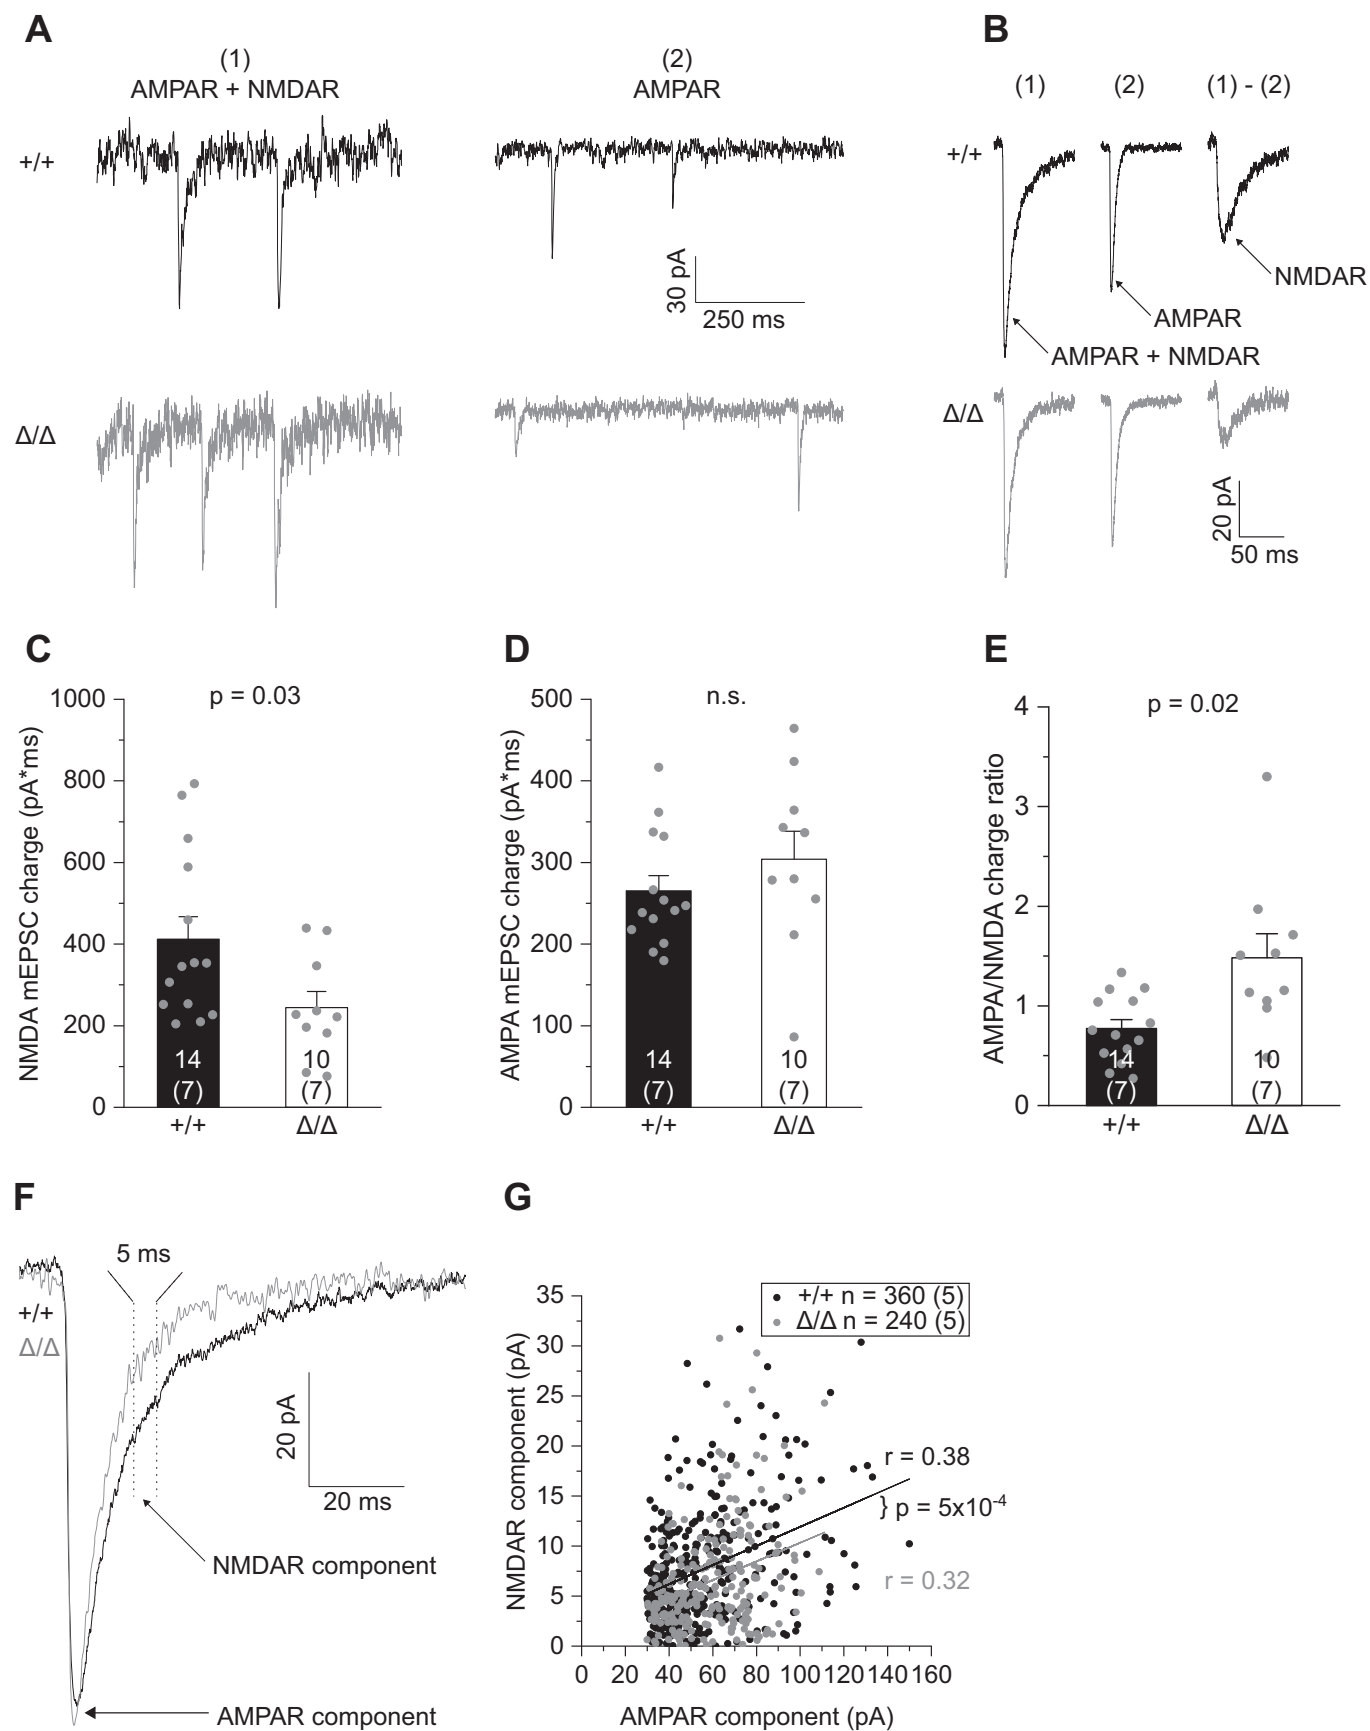 A
(1)
AMPAR + NMDAR
(2)
AMPAR
+/+
30 pA
250 ms
Δ/Δ
B
(1)
(2)
(1) - (2)
+/+
NMDAR
AMPAR
AMPAR + NMDAR
Δ/Δ
20 pA
50 ms
C
p = 0.03
NMDA mEPSC charge (pA*ms)
1000
800
600
400
200
0
14
(7)
10
(7)
+/+
Δ/Δ
D
n.s.
AMPA mEPSC charge (pA*ms)
500
400
300
200
100
0
14
(7)
10
(7)
+/+
Δ/Δ
E
p = 0.02
AMPA/NMDA charge ratio
4
3
2
1
0
14
(7)
10
(7)
+/+
Δ/Δ
F
5 ms
+/+
Δ/Δ
20 pA
20 ms
NMDAR component
AMPAR component
G
+/+ n = 360 (5)
Δ/Δ n = 240 (5)
NMDAR component (pA)
35
30
25
20
15
10
5
0
r = 0.38
} p = 5x10-4
r = 0.32
0 20 40 60 80 100 120 140 160
AMPAR component (pA)